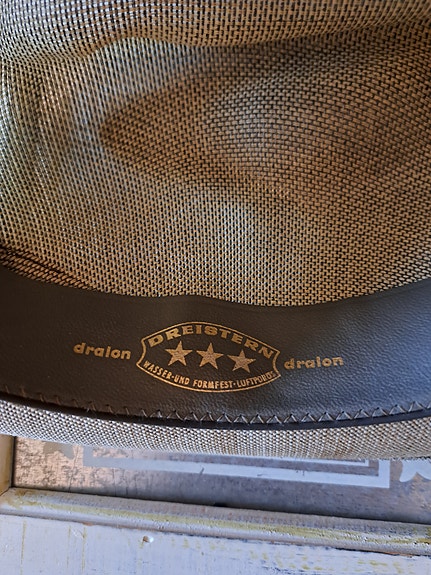 DREISTERN
dralon
dralon
WASSER-UND FORMFEST·LUFTPORÖS